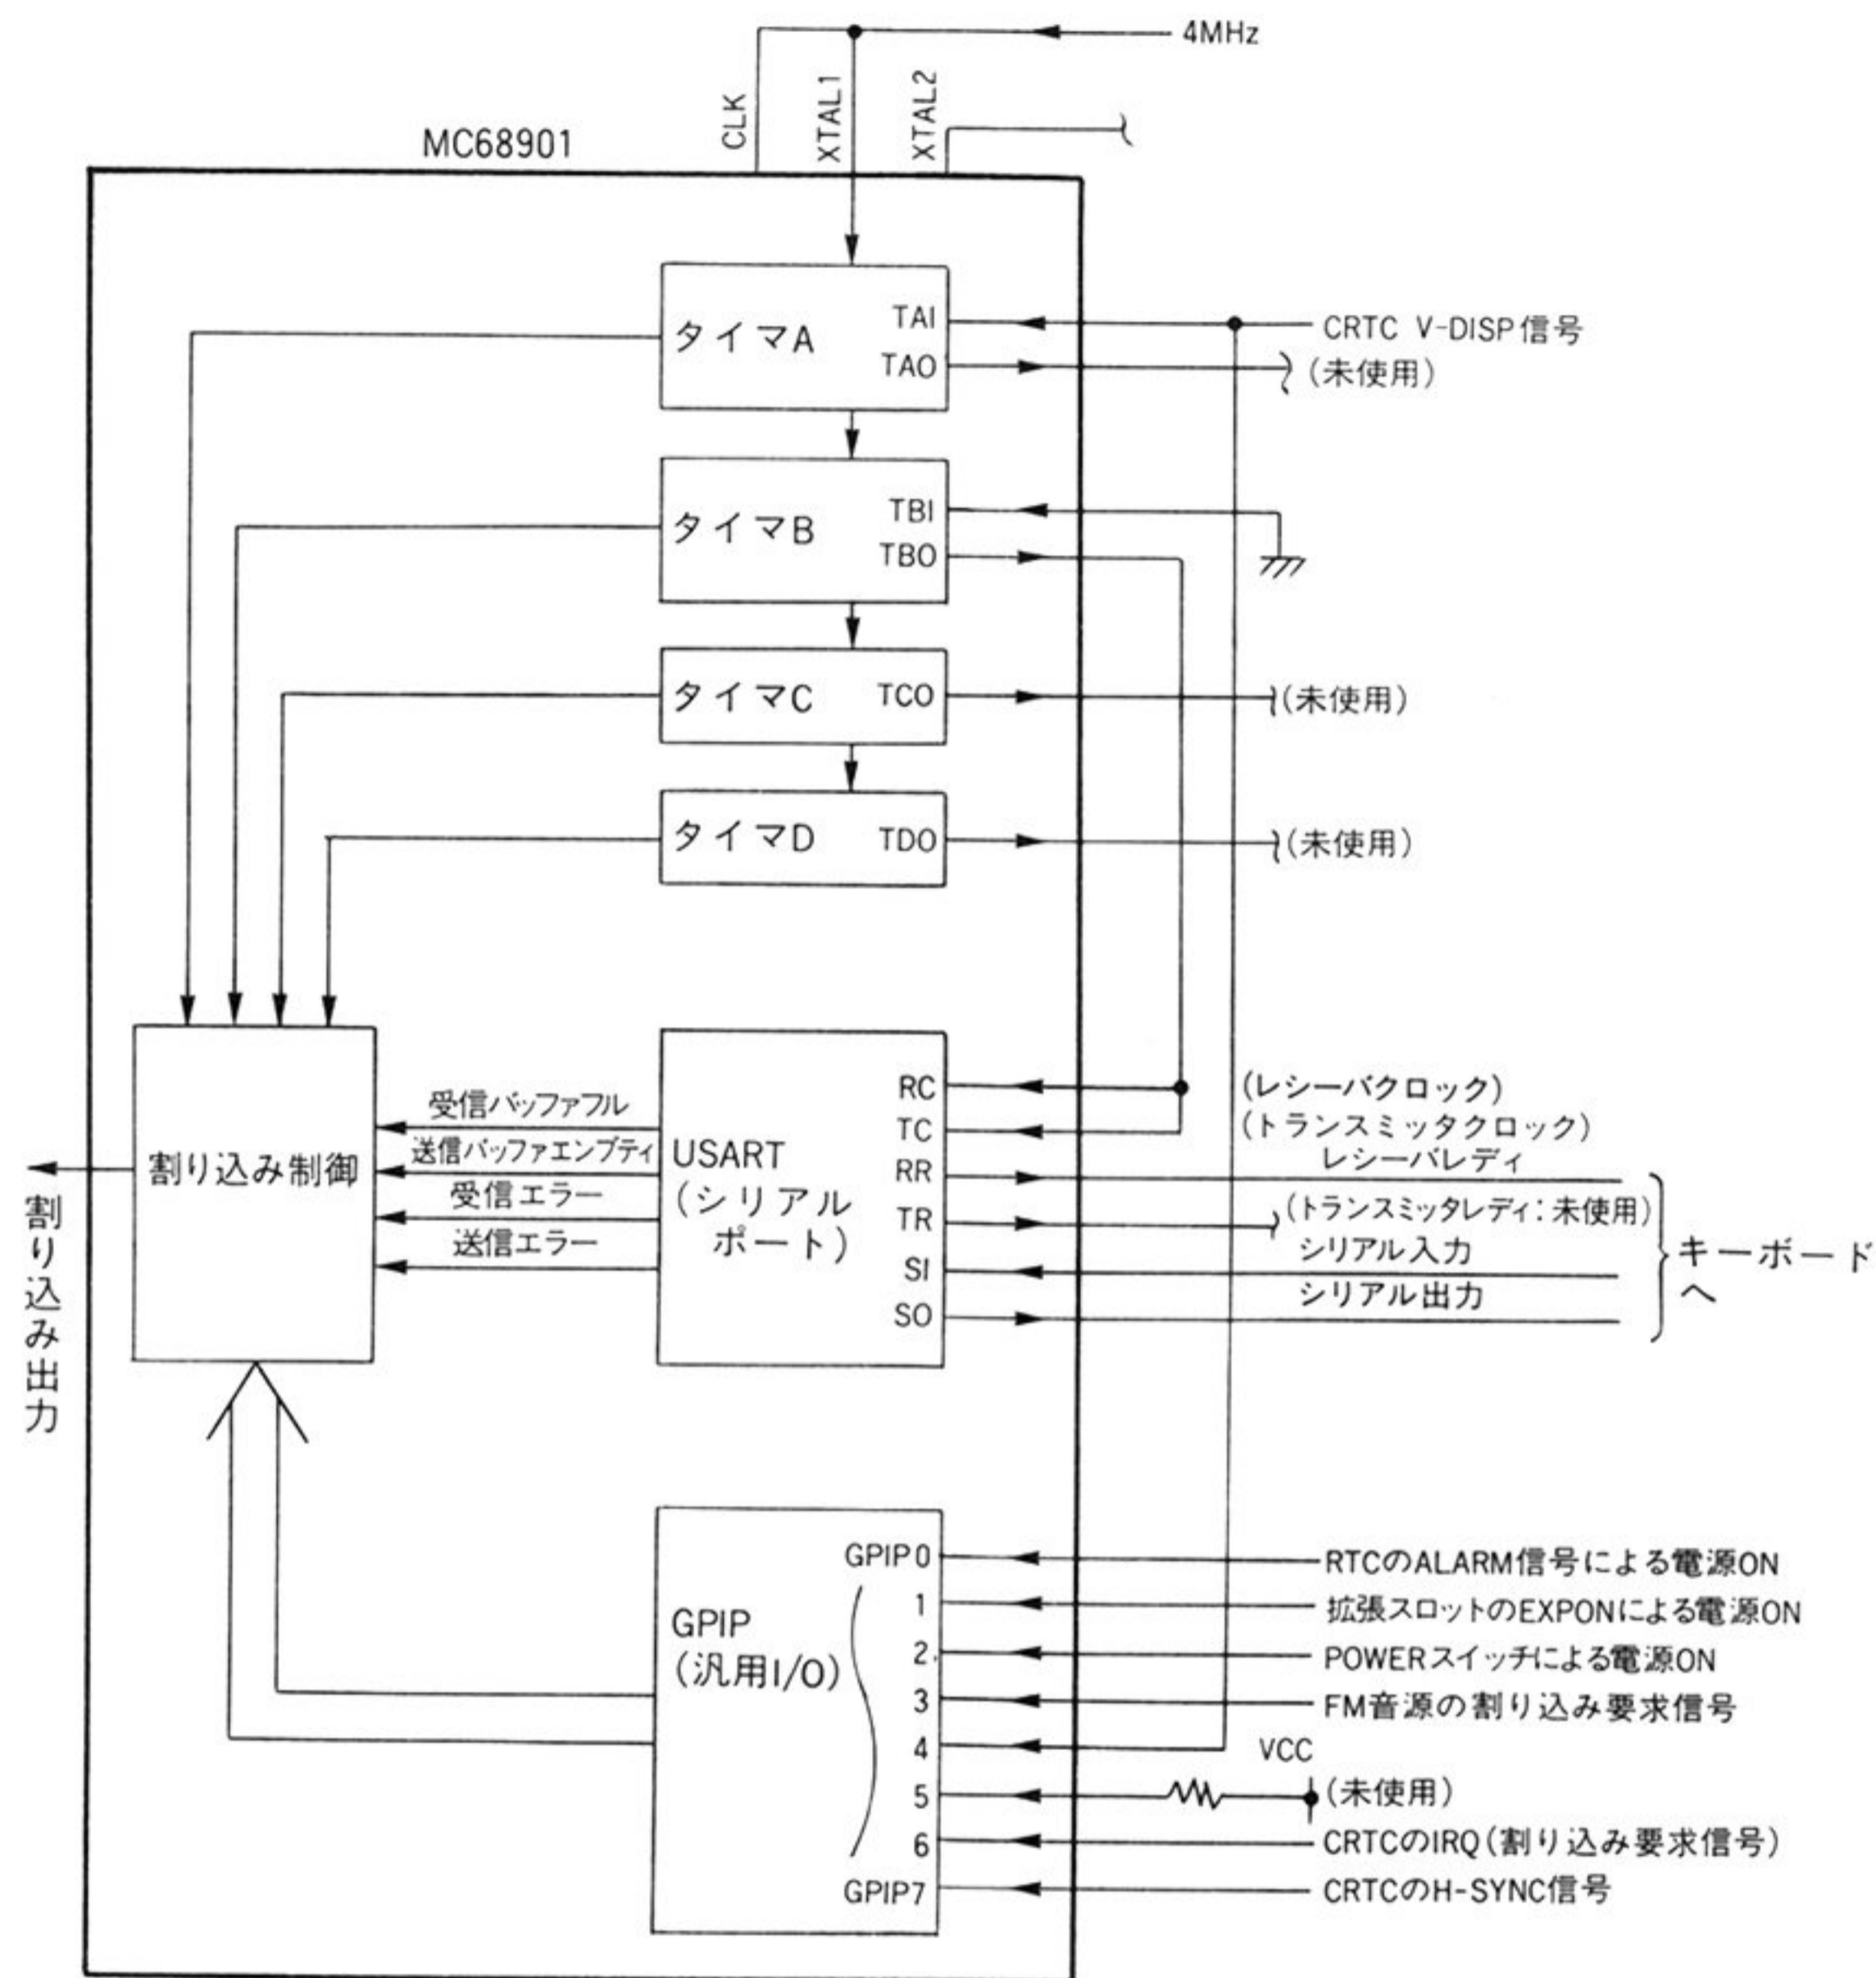 4MHz
CLK
XTAL1
XTAL2
MC68901
タイマA
TAI
TAO
CRTC V-DISP信号
(未使用)
タイマB
TBI
TBO
タイマC
TCO
(未使用)
タイマD
TDO
(未使用)
割り込み制御
割り込み出力
受信バッファフル
送信バッファエンプティ
受信エラー
送信エラー
USART
(シリアル
ポート)
RC
TC
RR
TR
SI
SO
(レシーバクロック)
(トランスミッタクロック)
レシーバレディ
(トランスミッタレディ:未使用)
シリアル入力
シリアル出力
キーボード
へ
GPIP
(汎用I/O)
GPIP0
1
2
3
4
5
6
GPIP7
RTCのALARM信号による電源ON
拡張スロットのEXPONによる電源ON
POWERスイッチによる電源ON
FM音源の割り込み要求信号
VCC
(未使用)
CRTCのIRQ(割り込み要求信号)
CRTCのH-SYNC信号